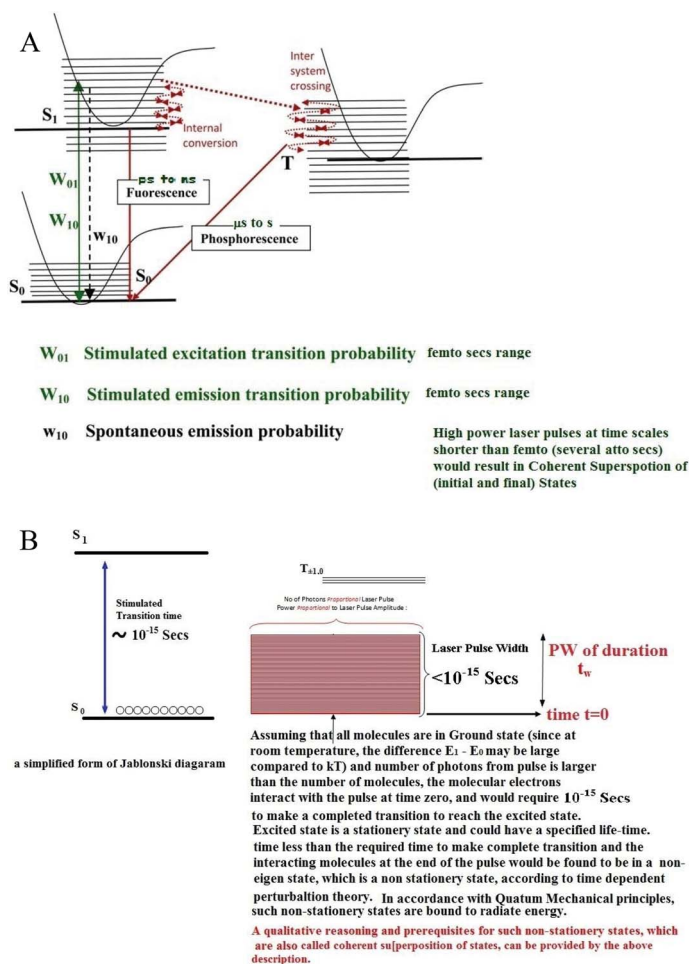 A
Inter
system
crossing
S1
Internal
conversion
T
W01
ps to ns
Fuorescence
W10
µs to s
Phosphorescence
w10
S0
S0
W01 Stimulated excitation transition probability femto secs range
W10 Stimulated emission transition probability femto secs range
w10 Spontaneous emission probability
High power laser pulses at time scales
shorter than femto (several atto secs)
would result in Coherent Superspotion of
(initial and final) States
B
S1
T±1.0
No of Photons Proportional Laser Pulse
Power Proportional to Laser Pulse Amplitude :
Stimulated
Transition time
~ 10-15 Secs
Laser Pulse Width
<10-15 Secs
PW of duration
tw
S0
time t=0
a simplified form of Jablonski diagaram
Assuming that all molecules are in Ground state (since at
room temperature, the difference E1 - E0 may be large
compared to kT) and number of photons from pulse is larger
than the number of molecules, the molecular electrons
interact with the pulse at time zero, and would require 10-15 Secs
to make a completed transition to reach the excited state.
Excited state is a stationery state and could have a specified life-time.
time less than the required time to make complete transition and the
interacting molecules at the end of the pulse would be found to be in a non-
eigen state, which is a non stationery state, according to time dependent
perturbaltion theory. In accordance with Quatum Mechanical principles,
such non-stationery states are bound to radiate energy.
A qualitative reasoning and prerequisites for such non-stationery states, which
are also called coherent su[perposition of states, can be provided by the above
description.